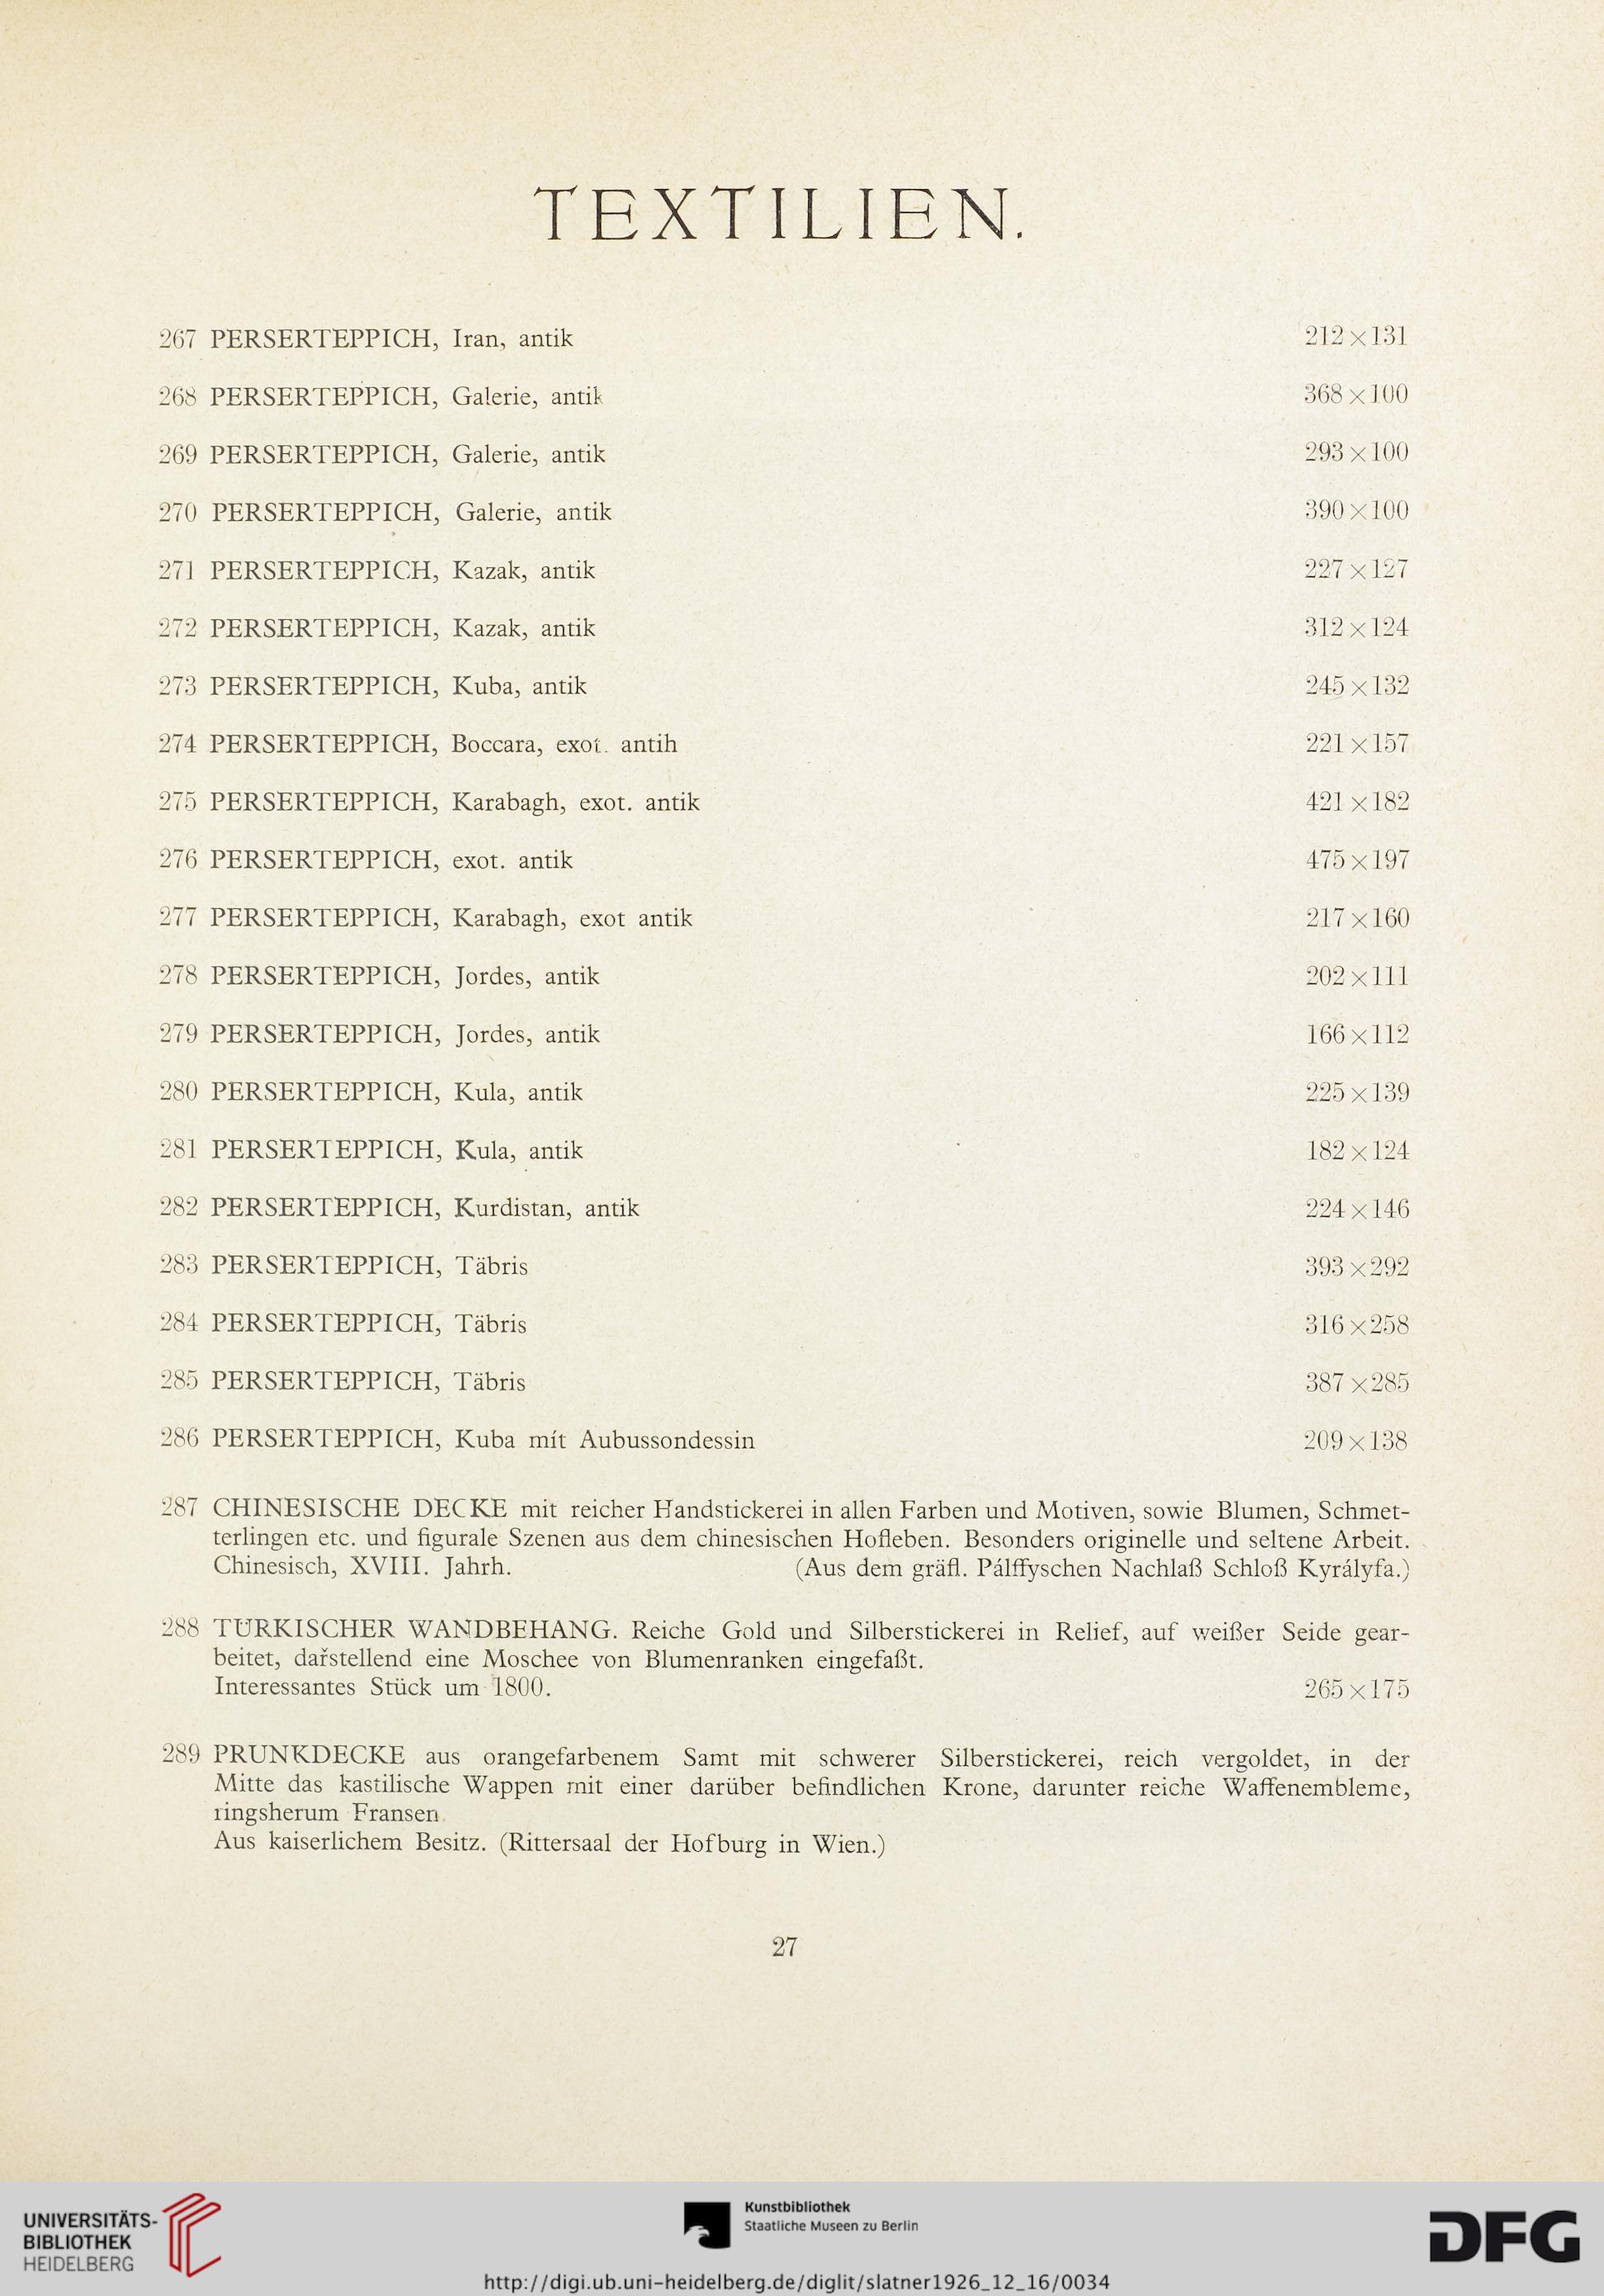 TEXTILIEN.
267 PERSERTEPPICH, Iran, antik 212×131
268 PERSERTEPPICH, Galerie, antik 368×100
269 PERSERTEPPICH, Galerie, antik 293×100
270 PERSERTEPPICH, Galerie, antik 390×100
271 PERSERTEPPICH, Kazak, antik 227×127
272 PERSERTEPPICH, Kazak, antik 312×124
273 PERSERTEPPICH, Kuba, antik 245×132
274 PERSERTEPPICH, Boccara, exot. antih 221×157
275 PERSERTEPPICH, Karabagh, exot. antik 421×182
276 PERSERTEPPICH, exot. antik 475×197
277 PERSERTEPPICH, Karabagh, exot antik 217×160
278 PERSERTEPPICH, Jordes, antik 202×111
279 PERSERTEPPICH, Jordes, antik 166×112
280 PERSERTEPPICH, Kula, antik 225×139
281 PERSERTEPPICH, Kula, antik 182×124
282 PERSERTEPPICH, Kurdistan, antik 224×146
283 PERSERTEPPICH, Täbris 393×292
284 PERSERTEPPICH, Täbris 316×258
285 PERSERTEPPICH, Täbris 387×285
286 PERSERTEPPICH, Kuba mit Aubussondessin 209×138
287 CHINESISCHE DECKE mit reicher Handstickerei in allen Farben und Motiven, sowie Blumen, Schmet-
terlingen etc. und figurale Szenen aus dem chinesischen Hofleben. Besonders originelle und seltene Arbeit.
Chinesisch, XVIII. Jahrh. (Aus dem gräfl. Pálffyschen Nachlaß Schloß Kyrályfa.)
288 TÜRKISCHER WANDBEHANG. Reiche Gold und Silberstickerei in Relief, auf weißer Seide gear-
beitet, dařstellend eine Moschee von Blumenranken eingefaßt.
Interessantes Stück um 1800. 265×175
289 PRUNKDECKE aus orangefarbenem Samt mit schwerer Silberstickerei, reich vergoldet, in der
Mitte das kastilische Wappen mit einer darüber befindlichen Krone, darunter reiche Waffenembleme,
ringsherum Fransen.
Aus kaiserlichem Besitz. (Rittersaal der Hofburg in Wien.)
27
UNIVERSITÄTS-
BIBLIOTHEK
HEIDELBERG
Kunstbibliothek
Staatliche Museen zu Berlin
DFG
http://digi.ub.uni-heidelberg.de/diglit/slatner1926_12_16/0034